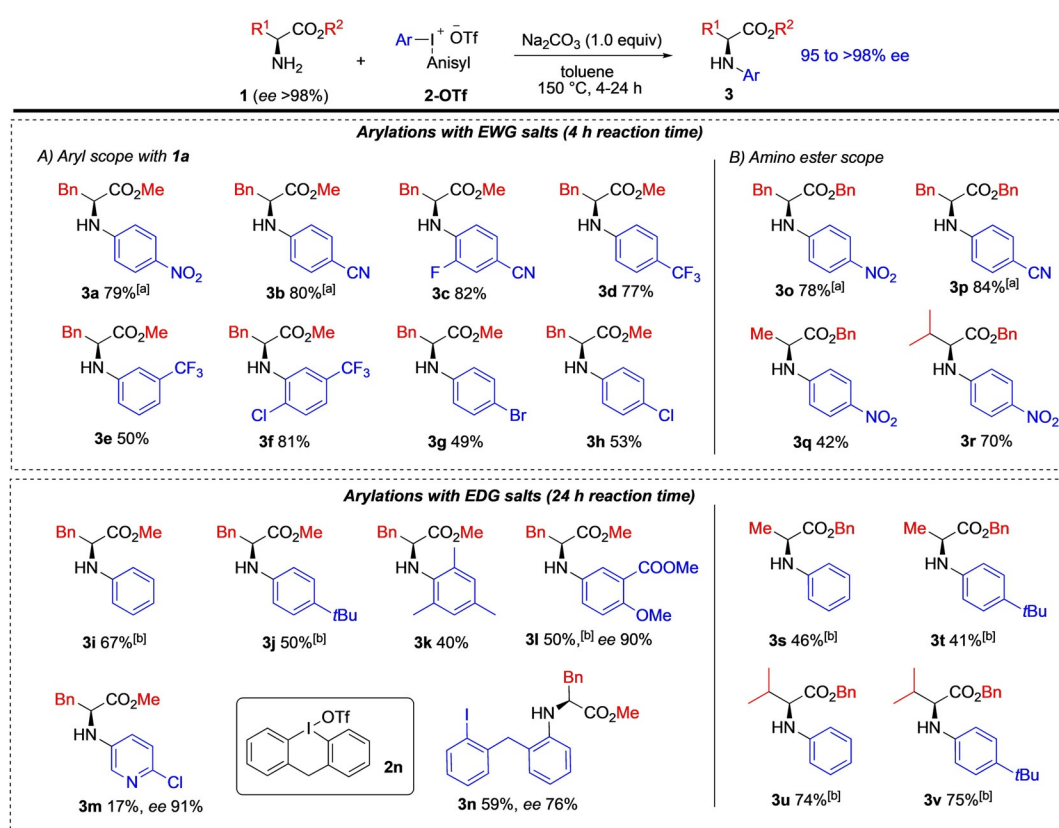 R¹ CO₂R² NH₂
1 (ee >98%)
+
Ar I⁺ ⁻OTf Anisyl
2-OTf
Na₂CO₃ (1.0 equiv)
toluene
150 °C, 4-24 h
R¹ CO₂R² HN Ar
3
95 to >98% ee
Arylations with EWG salts (4 h reaction time)
A) Aryl scope with 1a
B) Amino ester scope
Bn CO₂Me HN NO₂
3a 79%[a]
Bn CO₂Me HN CN
3b 80%[a]
Bn CO₂Me HN F CN
3c 82%
Bn CO₂Me HN CF₃
3d 77%
Bn CO₂Bn HN NO₂
3o 78%[a]
Bn CO₂Bn HN CN
3p 84%[a]
Bn CO₂Me HN CF₃
3e 50%
Bn CO₂Me HN CF₃ Cl
3f 81%
Bn CO₂Me HN Br
3g 49%
Bn CO₂Me HN Cl
3h 53%
Me CO₂Bn HN NO₂
3q 42%
CO₂Bn HN NO₂
3r 70%
Arylations with EDG salts (24 h reaction time)
Bn CO₂Me HN
3i 67%[b]
Bn CO₂Me HN tBu
3j 50%[b]
Bn CO₂Me HN
3k 40%
Bn CO₂Me HN COOMe OMe
3l 50%,[b] ee 90%
Me CO₂Bn HN
3s 46%[b]
Me CO₂Bn HN tBu
3t 41%[b]
Bn CO₂Me HN N Cl
3m 17%, ee 91%
I OTf
2n
I Bn HN CO₂Me
3n 59%, ee 76%
CO₂Bn HN
3u 74%[b]
CO₂Bn HN tBu
3v 75%[b]